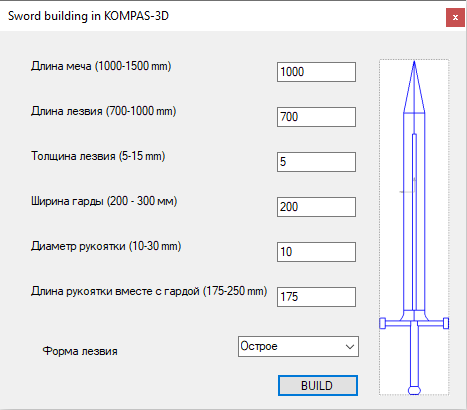 Sword building in KOMPAS-3D
x
Длина меча (1000-1500 mm)
1000
Длина лезвия (700-1000 mm)
700
Толщина лезвия (5-15 mm)
5
Ширина гарды (200 - 300 мм)
200
Диаметр рукоятки (10-30 mm)
10
Длина рукоятки вместе с гардой (175-250 mm)
175
Форма лезвия
Острое
BUILD